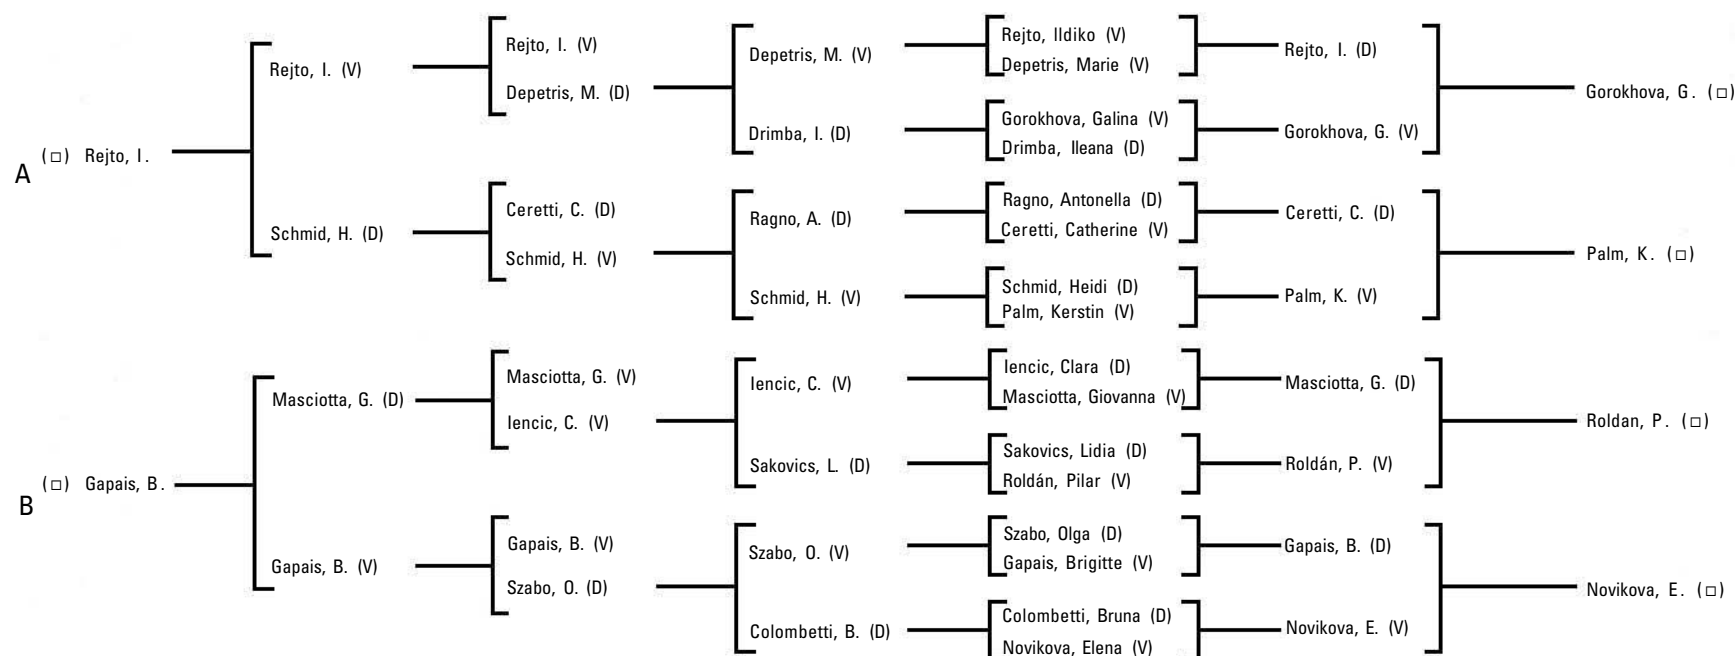 A
(□) Rejto, I.
Rejto, I. (V)
Schmid, H. (D)
Rejto, I. (V)
Depetris, M. (D)
Ceretti, C. (D)
Schmid, H. (V)
Depetris, M. (V)
Drimba, I. (D)
Ragno, A. (D)
Schmid, H. (V)
Rejto, Ildiko (V)
Depetris, Marie (V)
Gorokhova, Galina (V)
Drimba, Ileana (D)
Ragno, Antonella (D)
Ceretti, Catherine (V)
Schmid, Heidi (D)
Palm, Kerstin (V)
Rejto, I. (D)
Gorokhova, G. (V)
Ceretti, C. (D)
Palm, K. (V)
Gorokhova, G. (□)
Palm, K. (□)
B
(□) Gapais, B.
Masciotta, G. (D)
Gapais, B. (V)
Masciotta, G. (V)
Iencic, C. (V)
Gapais, B. (V)
Szabo, O. (D)
Iencic, C. (V)
Sakovics, L. (D)
Szabo, O. (V)
Colombetti, B. (D)
Iencic, Clara (D)
Masciotta, Giovanna (V)
Sakovics, Lidia (D)
Roldán, Pilar (V)
Szabo, Olga (D)
Gapais, Brigitte (V)
Colombetti, Bruna (D)
Novikova, Elena (V)
Masciotta, G. (D)
Roldán, P. (V)
Gapais, B. (D)
Novikova, E. (V)
Roldan, P. (□)
Novikova, E. (□)